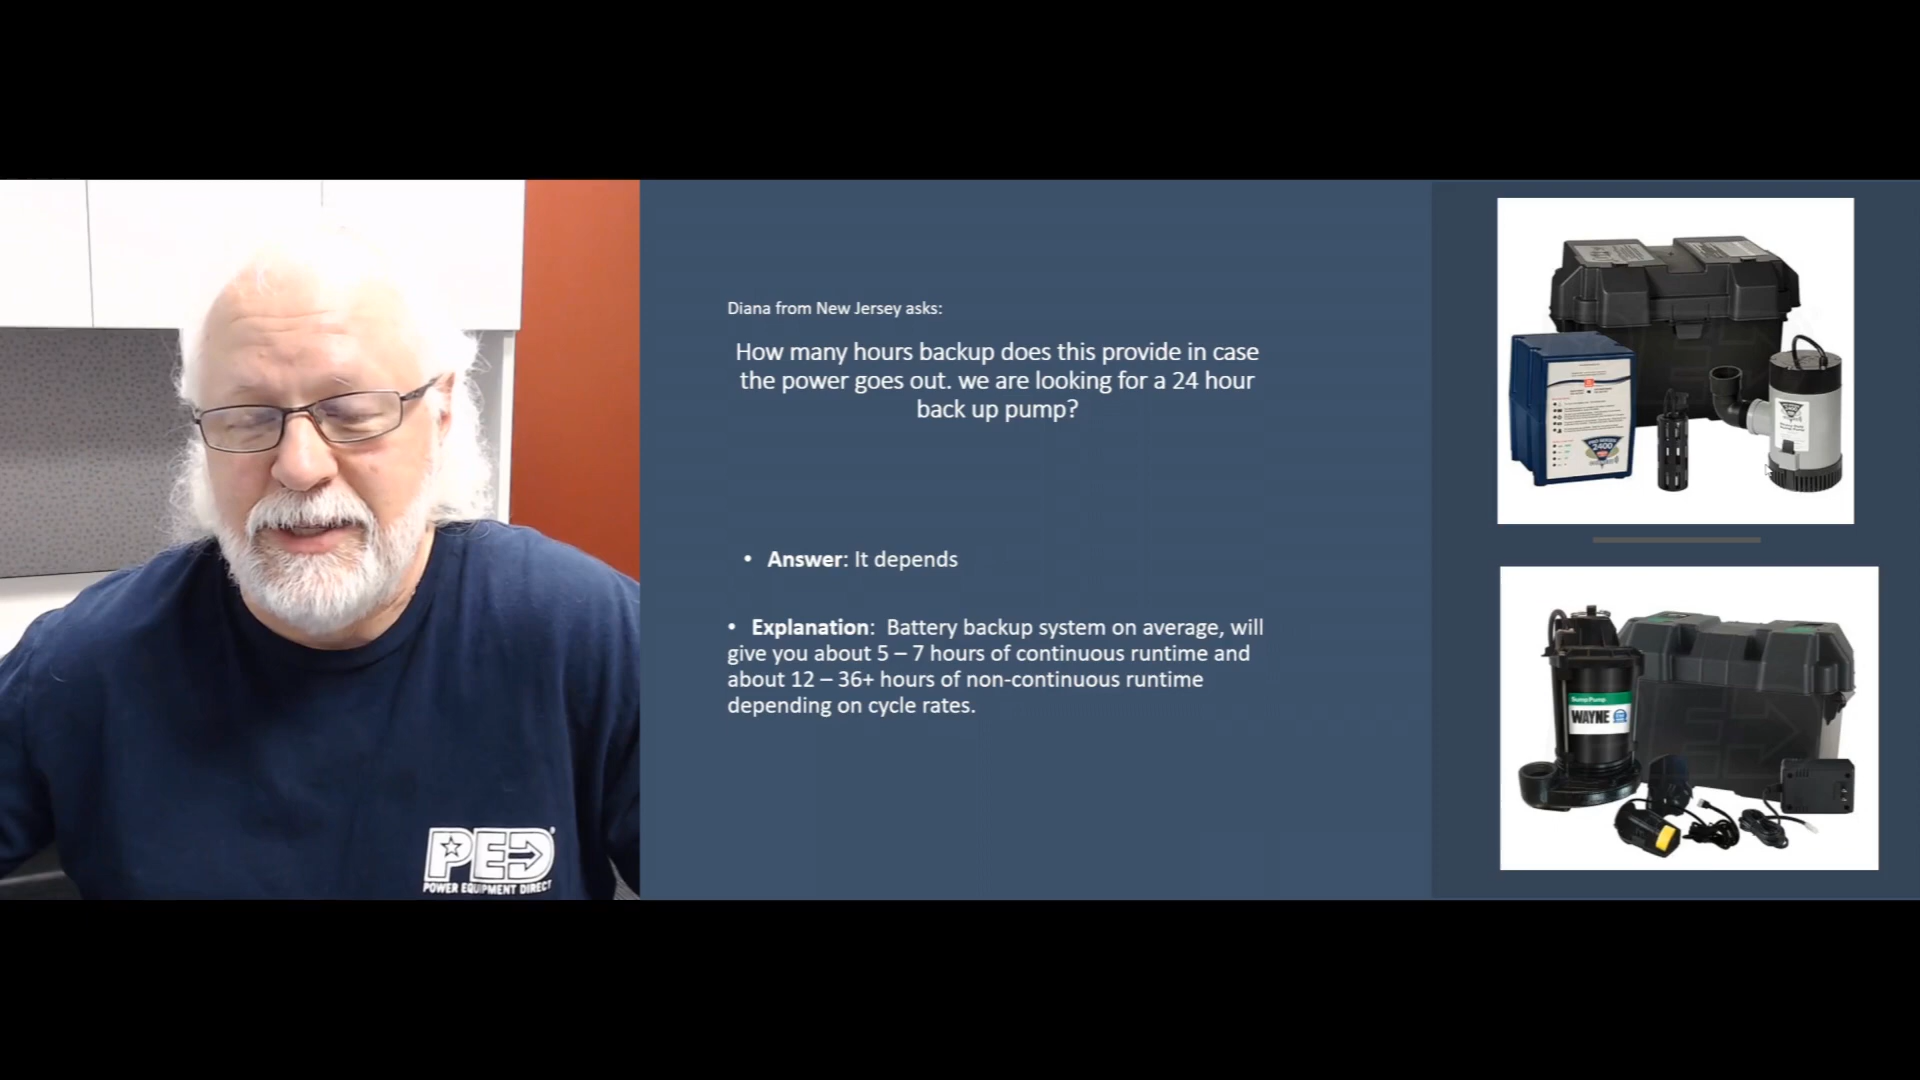 Diana from New Jersey asks:
How many hours backup does this provide in case
the power goes out. we are looking for a 24 hour
back up pump?
• Answer: It depends
• Explanation: Battery backup system on average, will
give you about 5 – 7 hours of continuous runtime and
about 12 – 36+ hours of non-continuous runtime
depending on cycle rates.
PED
POWER EQUIPMENT DIRECT
2400
Sump Pump
WAYNE